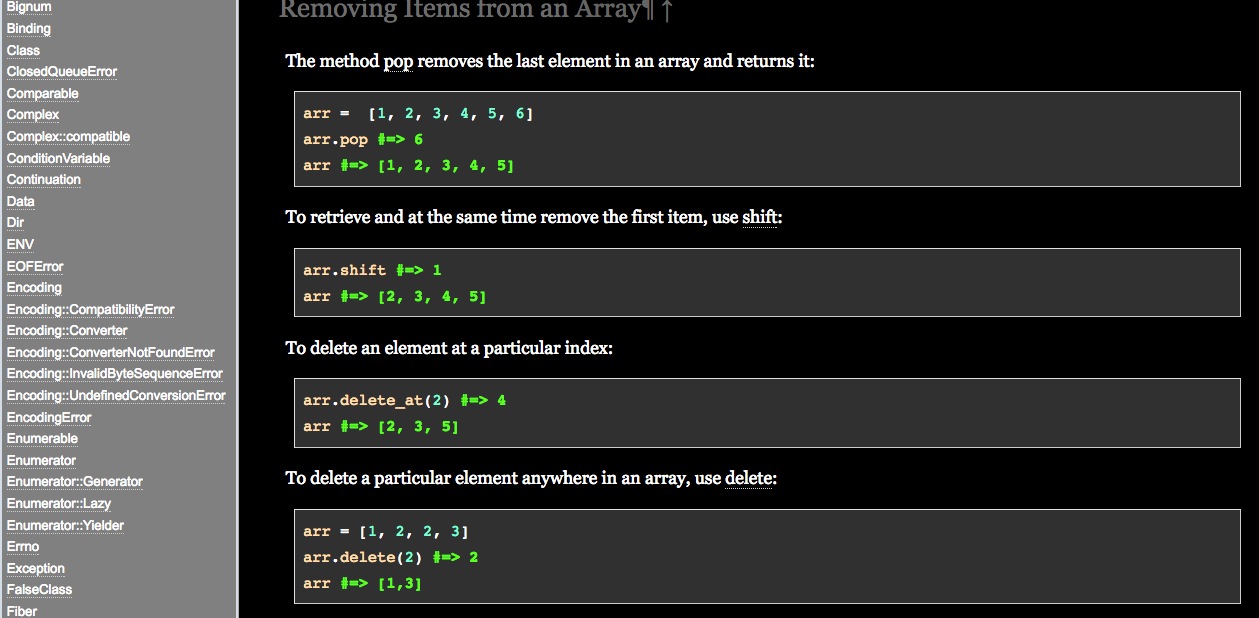 Bignum
Binding
Class
ClosedQueueError
Comparable
Complex
Complex::compatible
ConditionVariable
Continuation
Data
Dir
ENV
EOFError
Encoding
Encoding::CompatibilityError
Encoding::Converter
Encoding::ConverterNotFoundError
Encoding::InvalidByteSequenceError
Encoding::UndefinedConversionError
EncodingError
Enumerable
Enumerator
Enumerator::Generator
Enumerator::Lazy
Enumerator::Yielder
Errno
Exception
FalseClass
Fiber
Removing Items from an Array¶ ↑
The method pop removes the last element in an array and returns it:
arr =  [1, 2, 3, 4, 5, 6]
arr.pop #=> 6
arr #=> [1, 2, 3, 4, 5]
To retrieve and at the same time remove the first item, use shift:
arr.shift #=> 1
arr #=> [2, 3, 4, 5]
To delete an element at a particular index:
arr.delete_at(2) #=> 4
arr #=> [2, 3, 5]
To delete a particular element anywhere in an array, use delete:
arr = [1, 2, 2, 3]
arr.delete(2) #=> 2
arr #=> [1,3]